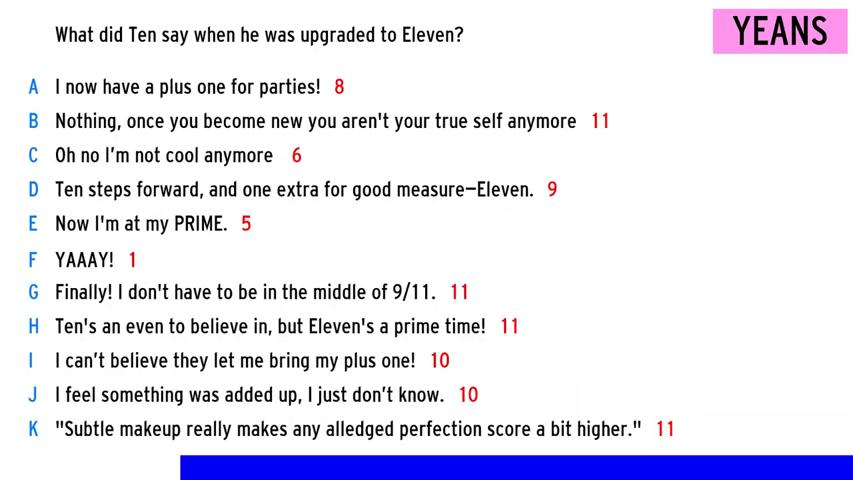 What did Ten say when he was upgraded to Eleven?
YEANS
A I now have a plus one for parties! 8
B Nothing, once you become new you aren't your true self anymore 11
C Oh no I'm not cool anymore 6
D Ten steps forward, and one extra for good measure—Eleven. 9
E Now I'm at my PRIME. 5
F YAAAY! 1
G Finally! I don't have to be in the middle of 9/11. 11
H Ten's an even to believe in, but Eleven's a prime time! 11
I I can't believe they let me bring my plus one! 10
J I feel something was added up, I just don't know. 10
K "Subtle makeup really makes any alledged perfection score a bit higher." 11